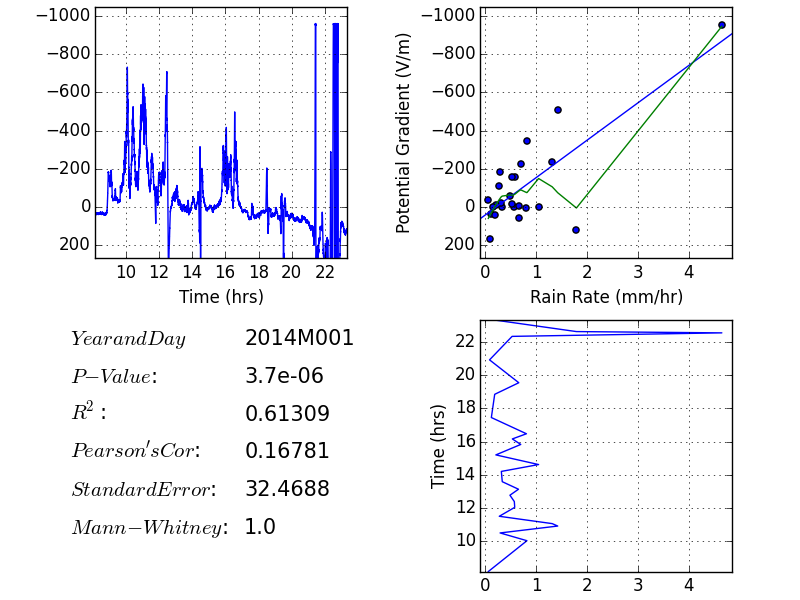 −1000
−800
−600
−400
−200
0
200
10 12 14 16 18 20 22
Time (hrs)
−1000
−800
−600
−400
−200
0
200
Potential Gradient (V/m)
0 1 2 3 4
Rain Rate (mm/hr)
YearandDay 2014M001
P−Value: 3.7e-06
R²: 0.61309
Pearson'sCor: 0.16781
StandardError: 32.4688
Mann−Whitney: 1.0
22
20
18
16
14
12
10
Time (hrs)
0 1 2 3 4